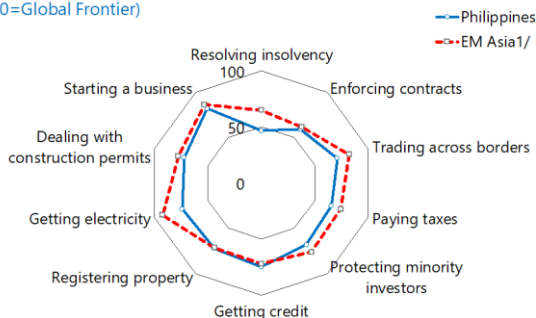 0=Global Frontier)
Philippines
EM Asia1/
Resolving insolvency
100
Starting a business
Enforcing contracts
50
Dealing with
construction permits
Trading across borders
0
Getting electricity
Paying taxes
Registering property
Protecting minority
investors
Getting credit